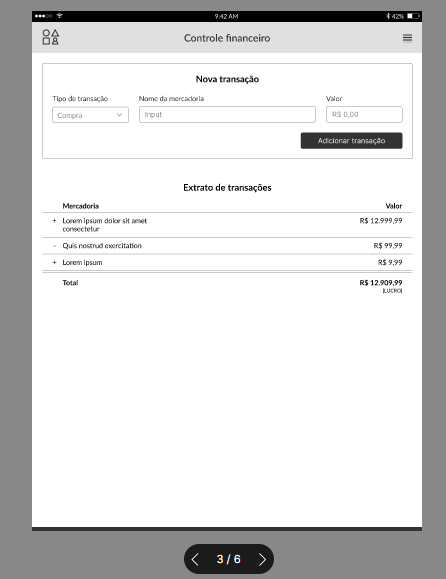 9:42 AM
42%
Controle financeiro
Nova transação
Tipo de transação
Nome da mercadoria
Valor
Compra
Input
R$ 0,00
Adicionar transação
Extrato de transações
Mercadoria
Valor
+ Lorem ipsum dolor sit amet
consectetur
R$ 12.999,99
- Quis nostrud exercitation
R$ 99,99
+ Lorem ipsum
R$ 9,99
Total
R$ 12.909,99
[LUCRO]
3 / 6